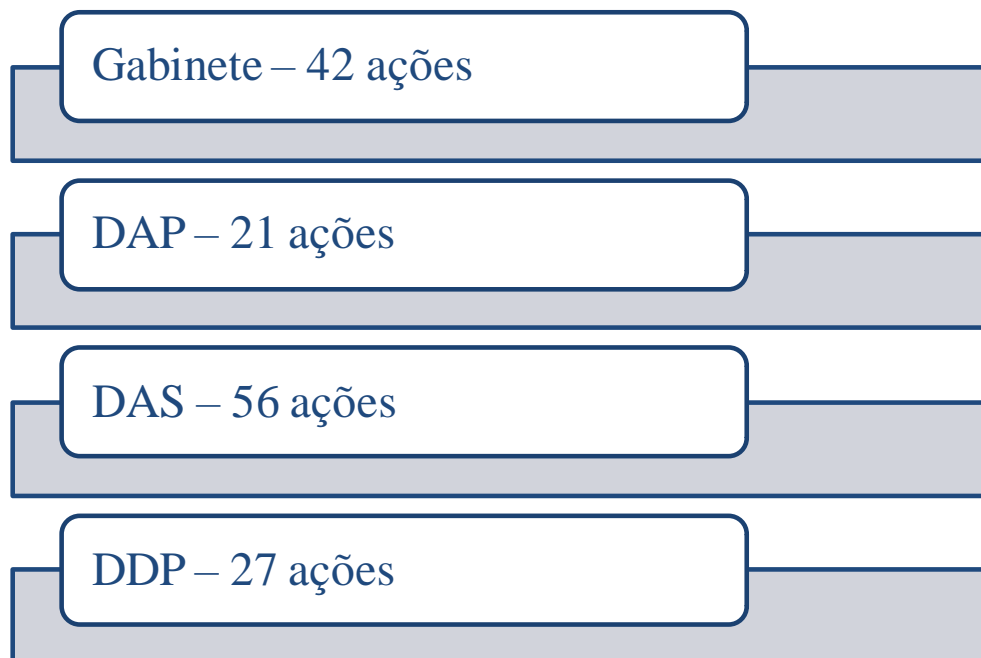 Gabinete – 42 ações
DAP – 21 ações
DAS – 56 ações
DDP – 27 ações